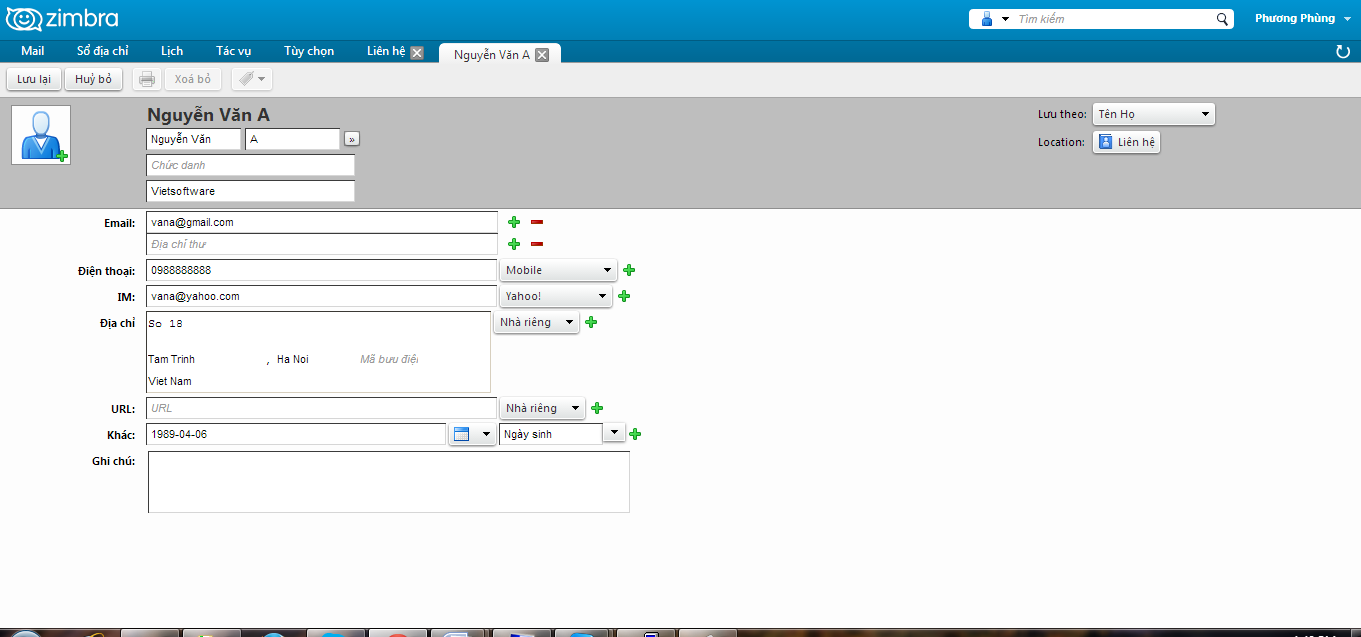 zimbra
Tìm kiếm
Phương Phùng
Mail Sổ địa chỉ Lịch Tác vụ Tùy chọn Liên hệ Nguyễn Văn A
Lưu lại Huỷ bỏ Xoá bỏ
Nguyễn Văn A
Lưu theo: Tên Họ
Nguyễn Văn A »
Location: Liên hệ
Chức danh
Vietsoftware
Email: vana@gmail.com
Địa chỉ thư
Điện thoại: 0988888888 Mobile
IM: vana@yahoo.com Yahoo!
Địa chỉ So 18 Nhà riêng
Tam Trinh , Ha Noi Mã bưu điện
Viet Nam
URL: URL Nhà riêng
Khác: 1989-04-06 Ngày sinh
Ghi chú: